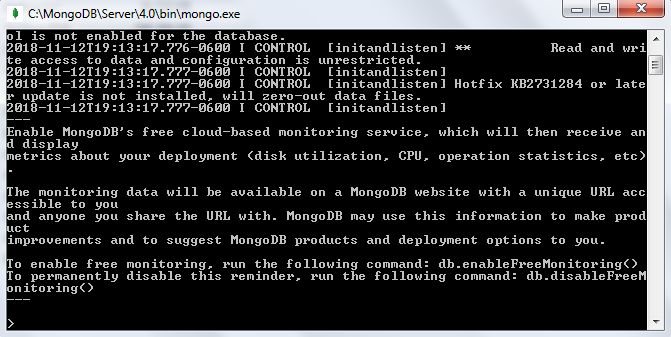 C:\MongoDB\Server\4.0\bin\mongo.exe
ol is not enabled for the database.
2018-11-12T19:13:17.776-0600 I CONTROL  [initandlisten] **          Read and wri
te access to data and configuration is unrestricted.
2018-11-12T19:13:17.777-0600 I CONTROL  [initandlisten]
2018-11-12T19:13:17.777-0600 I CONTROL  [initandlisten] Hotfix KB2731284 or late
r update is not installed, will zero-out data files.
2018-11-12T19:13:17.777-0600 I CONTROL  [initandlisten]
---
Enable MongoDB's free cloud-based monitoring service, which will then receive an
d display
metrics about your deployment (disk utilization, CPU, operation statistics, etc)
.
The monitoring data will be available on a MongoDB website with a unique URL acc
essible to you
and anyone you share the URL with. MongoDB may use this information to make prod
uct
improvements and to suggest MongoDB products and deployment options to you.
To enable free monitoring, run the following command: db.enableFreeMonitoring()
To permanently disable this reminder, run the following command: db.disableFreeM
onitoring()
---
>